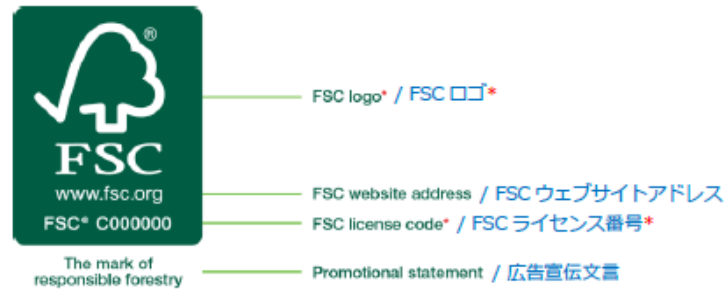 ®
FSC
www.fsc.org
FSC® C000000
The mark of
responsible forestry
FSC logo* / FSC ロゴ*
FSC website address / FSC ウェブサイトアドレス
FSC license code* / FSC ライセンス番号*
Promotional statement / 広告宣伝文言